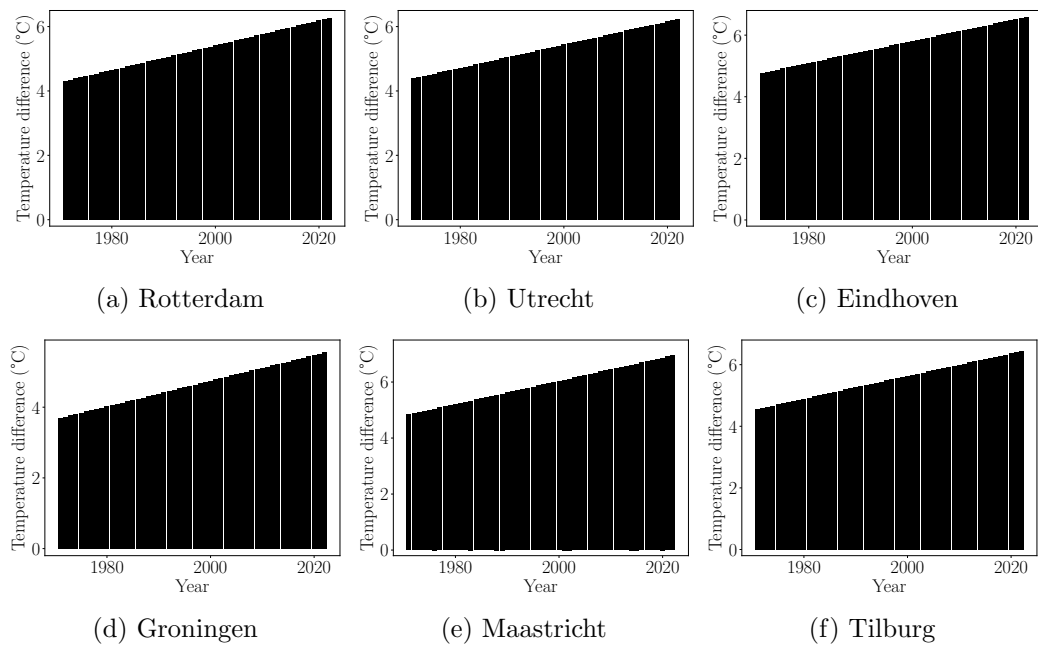 Temperature difference (°C)
6
4
2
0
1980 2000 2020
Year
(a) Rotterdam
Temperature difference (°C)
6
4
2
0
1980 2000 2020
Year
(b) Utrecht
Temperature difference (°C)
6
4
2
0
1980 2000 2020
Year
(c) Eindhoven
Temperature difference (°C)
4
2
0
1980 2000 2020
Year
(d) Groningen
Temperature difference (°C)
6
4
2
0
1980 2000 2020
Year
(e) Maastricht
Temperature difference (°C)
6
4
2
0
1980 2000 2020
Year
(f) Tilburg